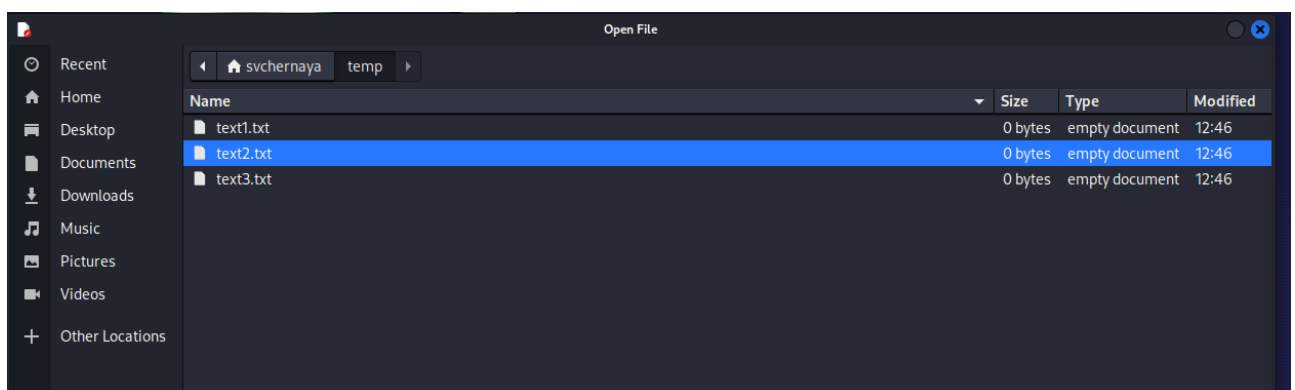 Open File
Recent
Home
Desktop
Documents
Downloads
Music
Pictures
Videos
Other Locations
svchernaya temp
Name Size Type Modified
text1.txt 0 bytes empty document 12:46
text2.txt 0 bytes empty document 12:46
text3.txt 0 bytes empty document 12:46